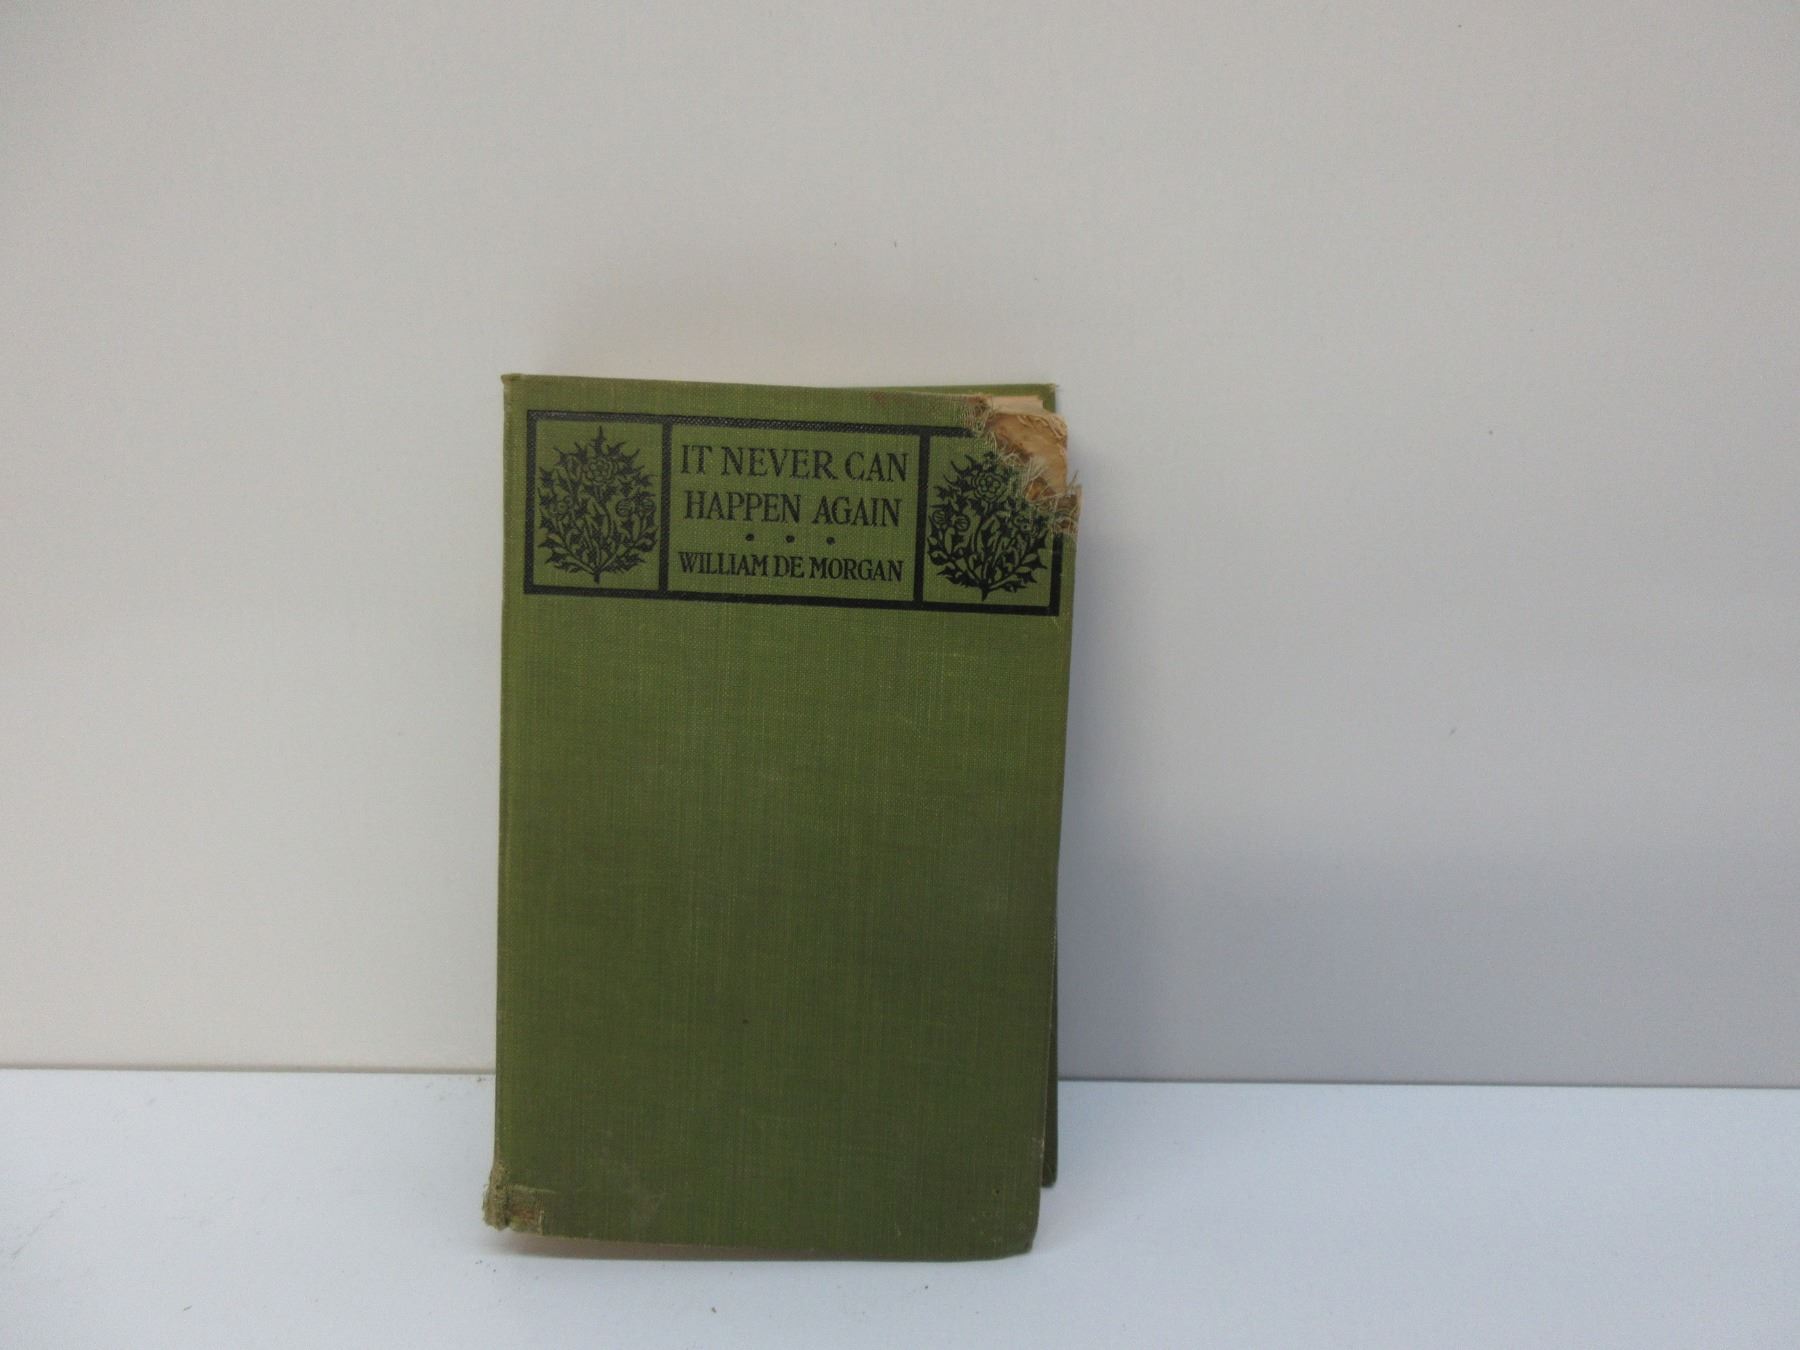 IT NEVER CAN
HAPPEN AGAIN
• • •
WILLIAM DE MORGAN